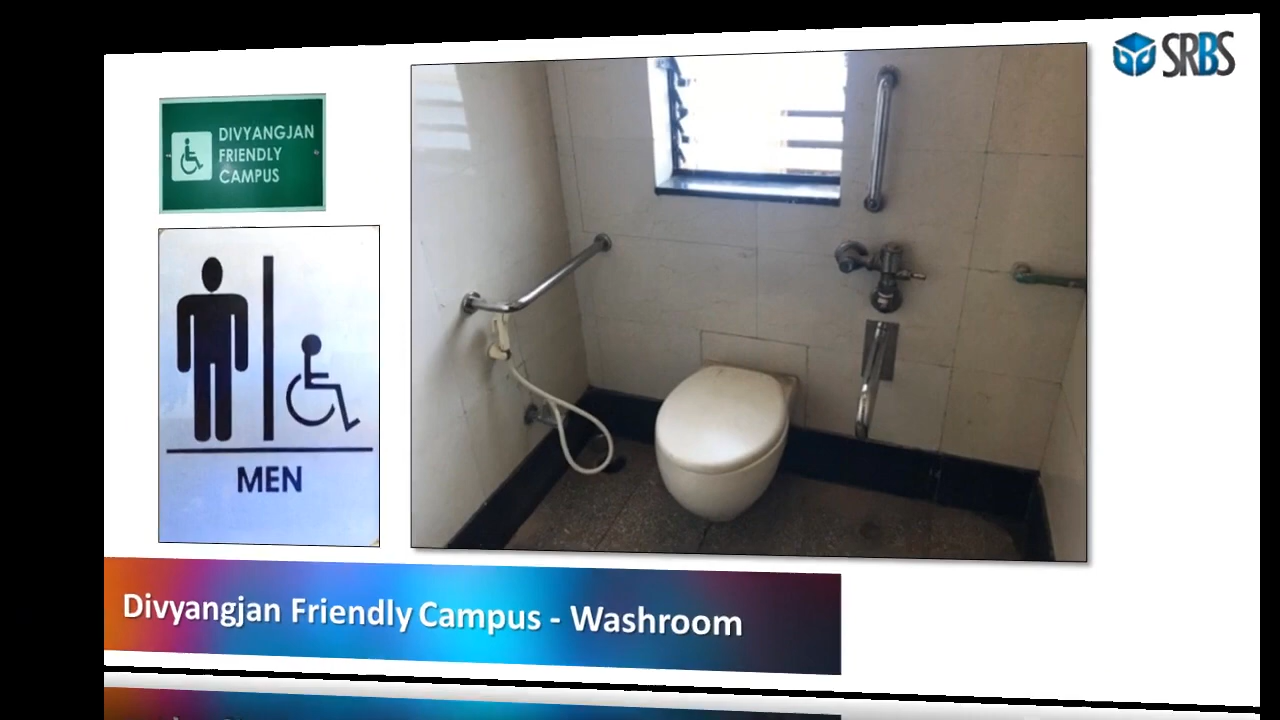 SRBS
DIVYANGJAN
FRIENDLY
CAMPUS
MEN
Divyangjan Friendly Campus - Washroom